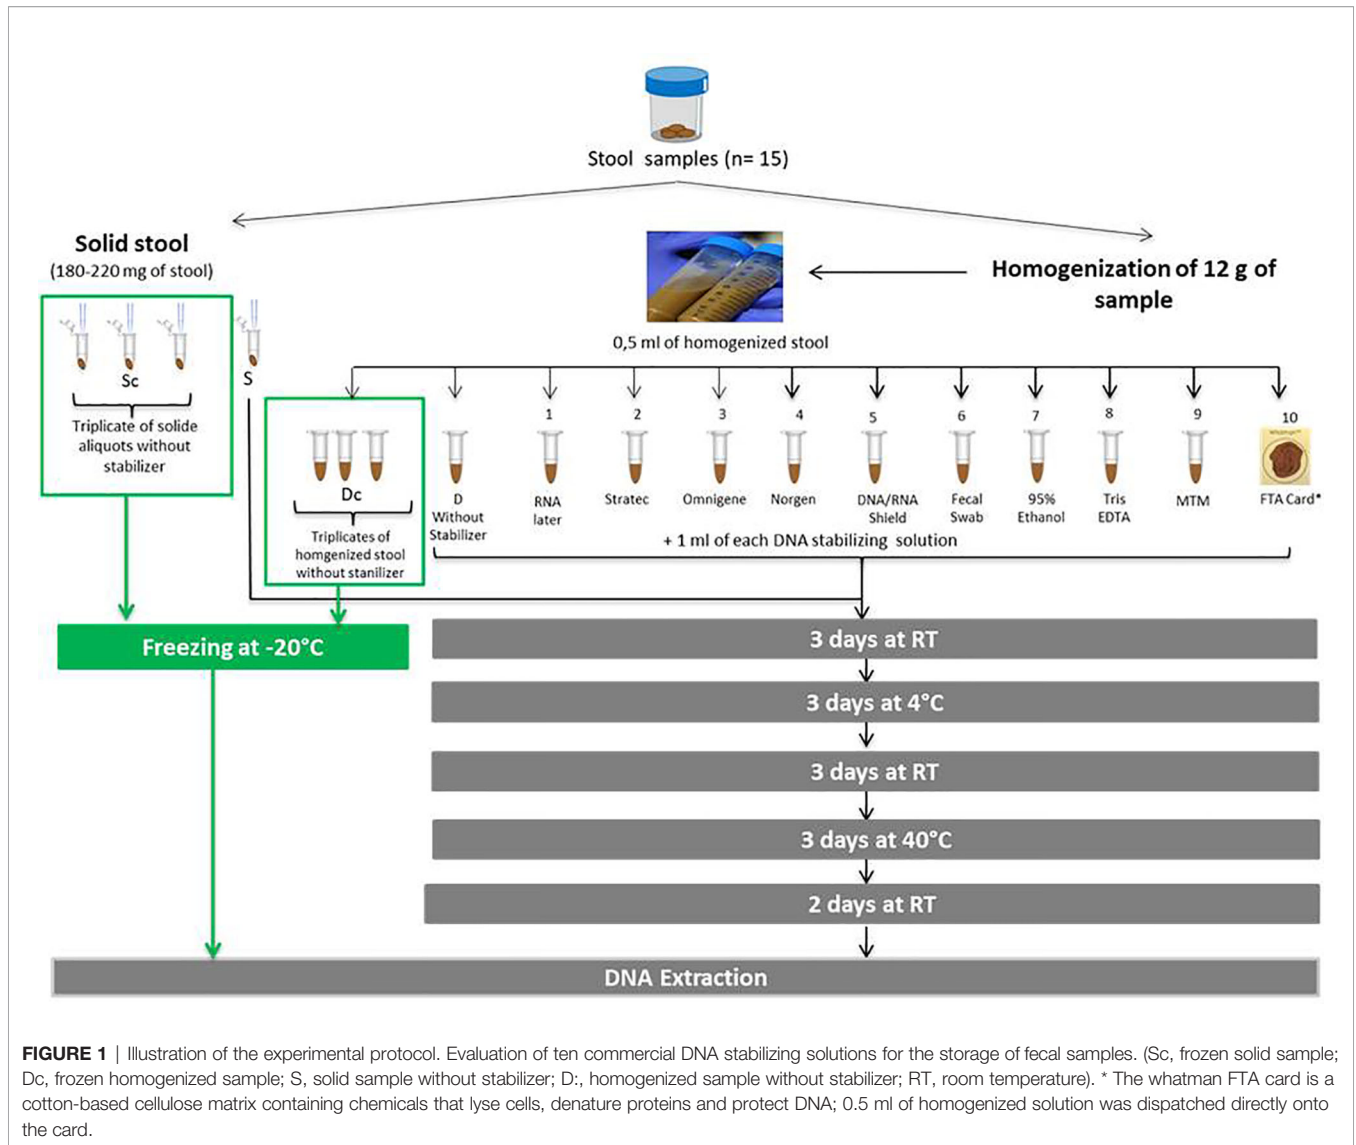 Stool samples (n= 15)
Solid stool
(180-220 mg of stool)
Homogenization of 12 g of
sample
0,5 ml of homogenized stool
Sc
S
Triplicate of solide
aliquots without
stabilizer
Dc
Triplicates of
homgenized stool
without stanilizer
D
Without
Stabilizer
1
RNA
later
2
Stratec
3
Omnigene
4
Norgen
5
DNA/RNA
Shield
6
Fecal
Swab
7
95%
Ethanol
8
Tris
EDTA
9
MTM
10
FTA Card*
+ 1 ml of each DNA stabilizing solution
Freezing at -20°C
3 days at RT
3 days at 4°C
3 days at RT
3 days at 40°C
2 days at RT
DNA Extraction
FIGURE 1 | Illustration of the experimental protocol. Evaluation of ten commercial DNA stabilizing solutions for the storage of fecal samples. (Sc, frozen solid sample;
Dc, frozen homogenized sample; S, solid sample without stabilizer; D:, homogenized sample without stabilizer; RT, room temperature). * The whatman FTA card is a
cotton-based cellulose matrix containing chemicals that lyse cells, denature proteins and protect DNA; 0.5 ml of homogenized solution was dispatched directly onto
the card.